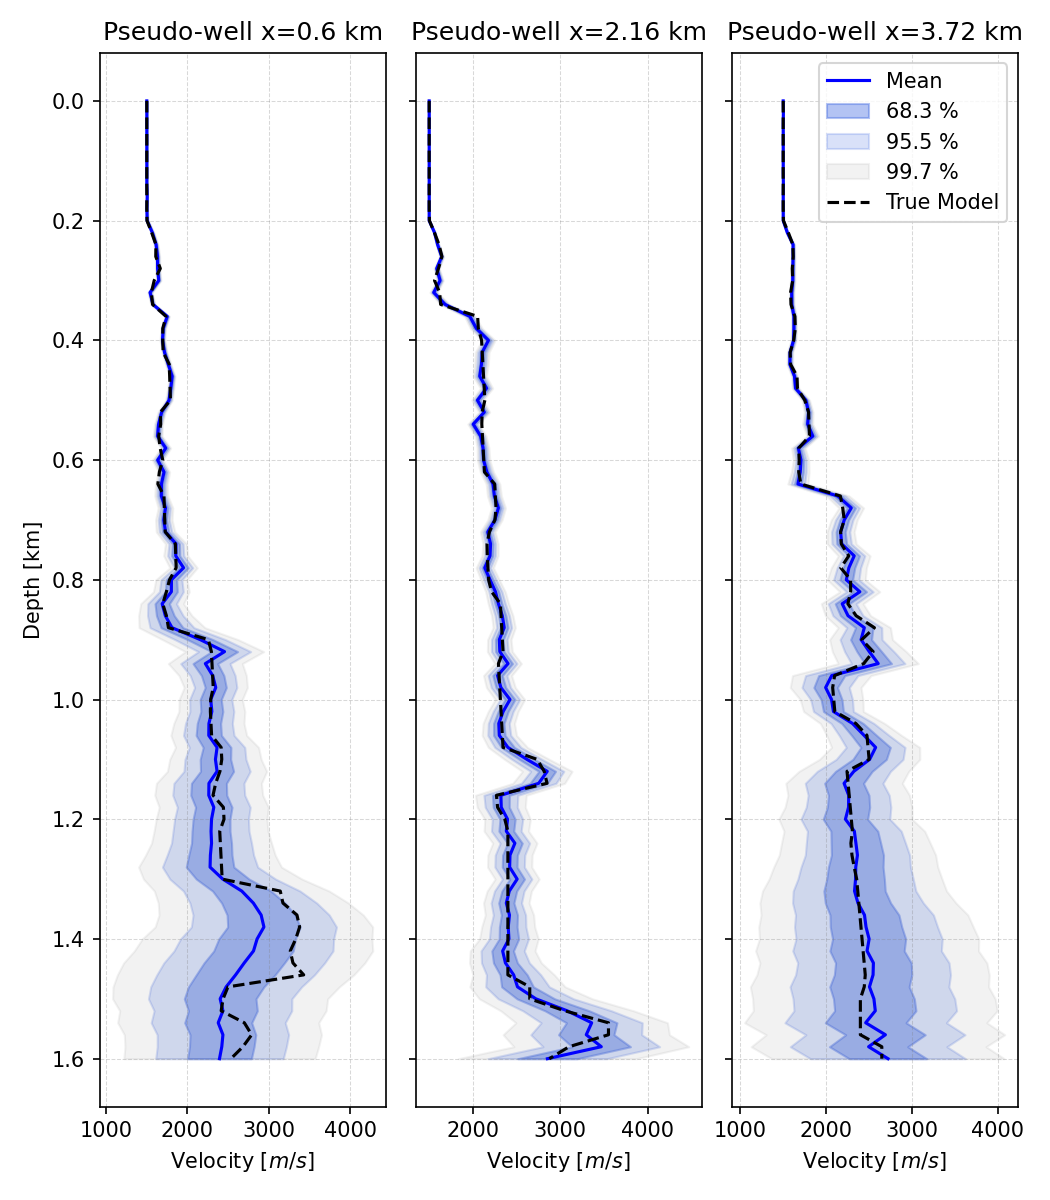 Pseudo-well x=0.6 km
Pseudo-well x=2.16 km
Pseudo-well x=3.72 km
Mean
68.3 %
95.5 %
99.7 %
True Model
Depth [km]
0.0
0.2
0.4
0.6
0.8
1.0
1.2
1.4
1.6
1000 2000 3000 4000
2000 3000 4000
1000 2000 3000 4000
Velocity [m/s]
Velocity [m/s]
Velocity [m/s]